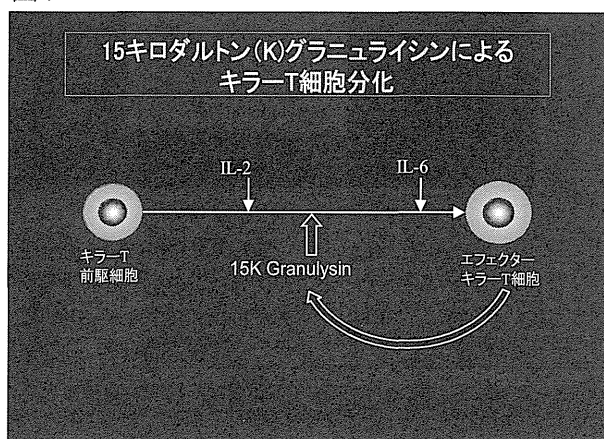 15キロダルトン(K)グラニュライシンによる
キラーT細胞分化
IL-2
IL-6
キラーT
前駆細胞
15K Granulysin
エフェクター
キラーT細胞